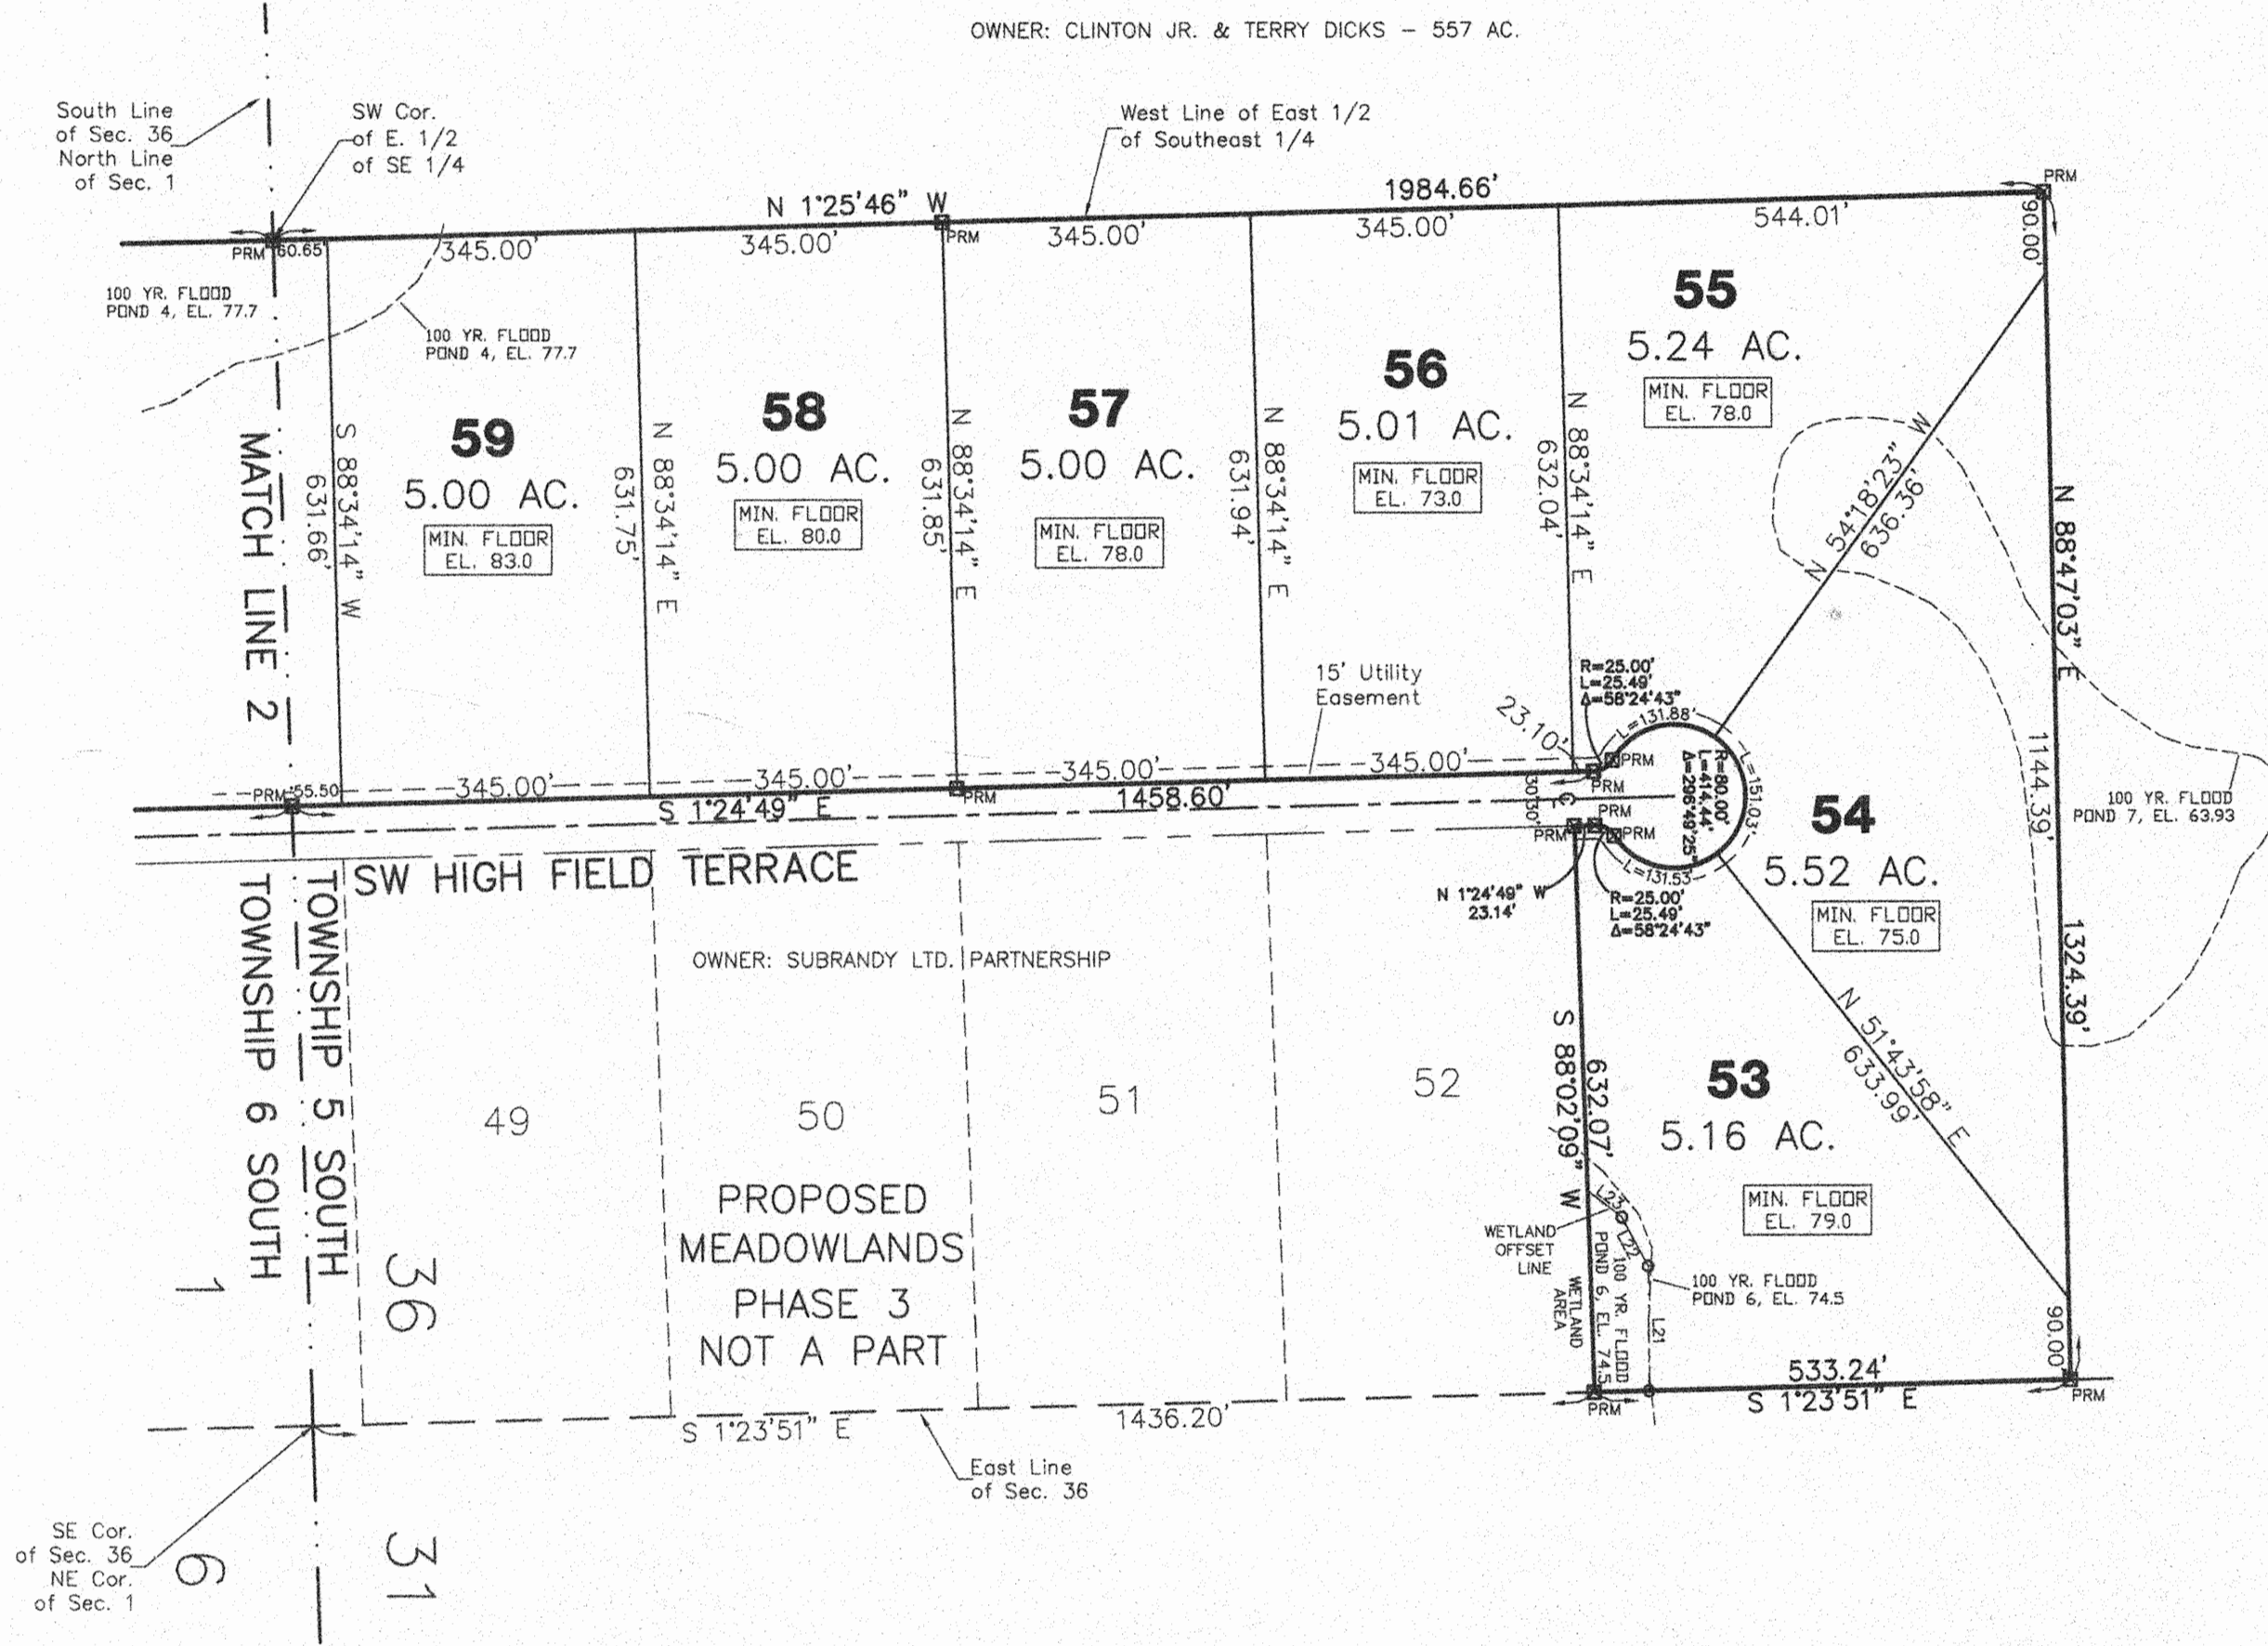 OWNER: CLINTON JR. & TERRY DICKS – 557 AC.
South Line
of Sec. 36
North Line
of Sec. 1
SW Cor.
of E. 1/2
of SE 1/4
West Line of East 1/2
of Southeast 1/4
N 1°25'46" W
1984.66'
PRM
PRM
60.65'
345.00'
345.00'
PRM
345.00'
345.00'
544.01'
90.00'
100 YR. FLOOD
POND 4, EL. 77.7
100 YR. FLOOD
POND 4, EL. 77.7
MATCH LINE 2
S 88°34'14" W
631.66'
59
5.00 AC.
MIN. FLOOR
EL. 83.0
N 88°34'14" E
631.75'
58
5.00 AC.
MIN. FLOOR
EL. 80.0
N 88°34'14" E
631.85'
57
5.00 AC.
MIN. FLOOR
EL. 78.0
N 88°34'14" E
631.94'
56
5.01 AC.
MIN. FLOOR
EL. 73.0
N 88°34'14" E
632.04'
55
5.24 AC.
MIN. FLOOR
EL. 78.0
N 54°18'23" W
636.36'
N 88°47'03" E
1144.39'
1324.39'
15' Utility
Easement
23.10'
R=25.00'
L=25.49'
Δ=58°24'43"
L=131.88'
L=151.03'
L=131.53'
R=80.00'
L=414.44'
Δ=296°49'25"
PRM
PRM
PRM
PRM
PRM
30'
30'
CL
PRM
55.50
345.00'
345.00'
345.00'
345.00'
PRM
S 1°24'49" E
1458.60'
SW HIGH FIELD TERRACE
N 1°24'49" W
23.14'
R=25.00'
L=25.49'
Δ=58°24'43"
54
5.52 AC.
MIN. FLOOR
EL. 75.0
100 YR. FLOOD
POND 7, EL. 63.93
TOWNSHIP 6 SOUTH
TOWNSHIP 5 SOUTH
OWNER: SUBRANDY LTD. PARTNERSHIP
49
50
51
52
PROPOSED
MEADOWLANDS
PHASE 3
NOT A PART
S 88°02'09" W
632.07'
53
5.16 AC.
MIN. FLOOR
EL. 79.0
N 51°43'58" E
633.99'
WETLAND
OFFSET
LINE
WETLAND
AREA
L23
L22
L21
100 YR. FLOOD
POND 6, EL. 74.5
100 YR. FLOOD
POND 6, EL. 74.5
90.00'
533.24'
S 1°23'51" E
PRM
PRM
S 1°23'51" E
1436.20'
East Line
of Sec. 36
1
36
SE Cor.
of Sec. 36
NE Cor.
of Sec. 1
6
31